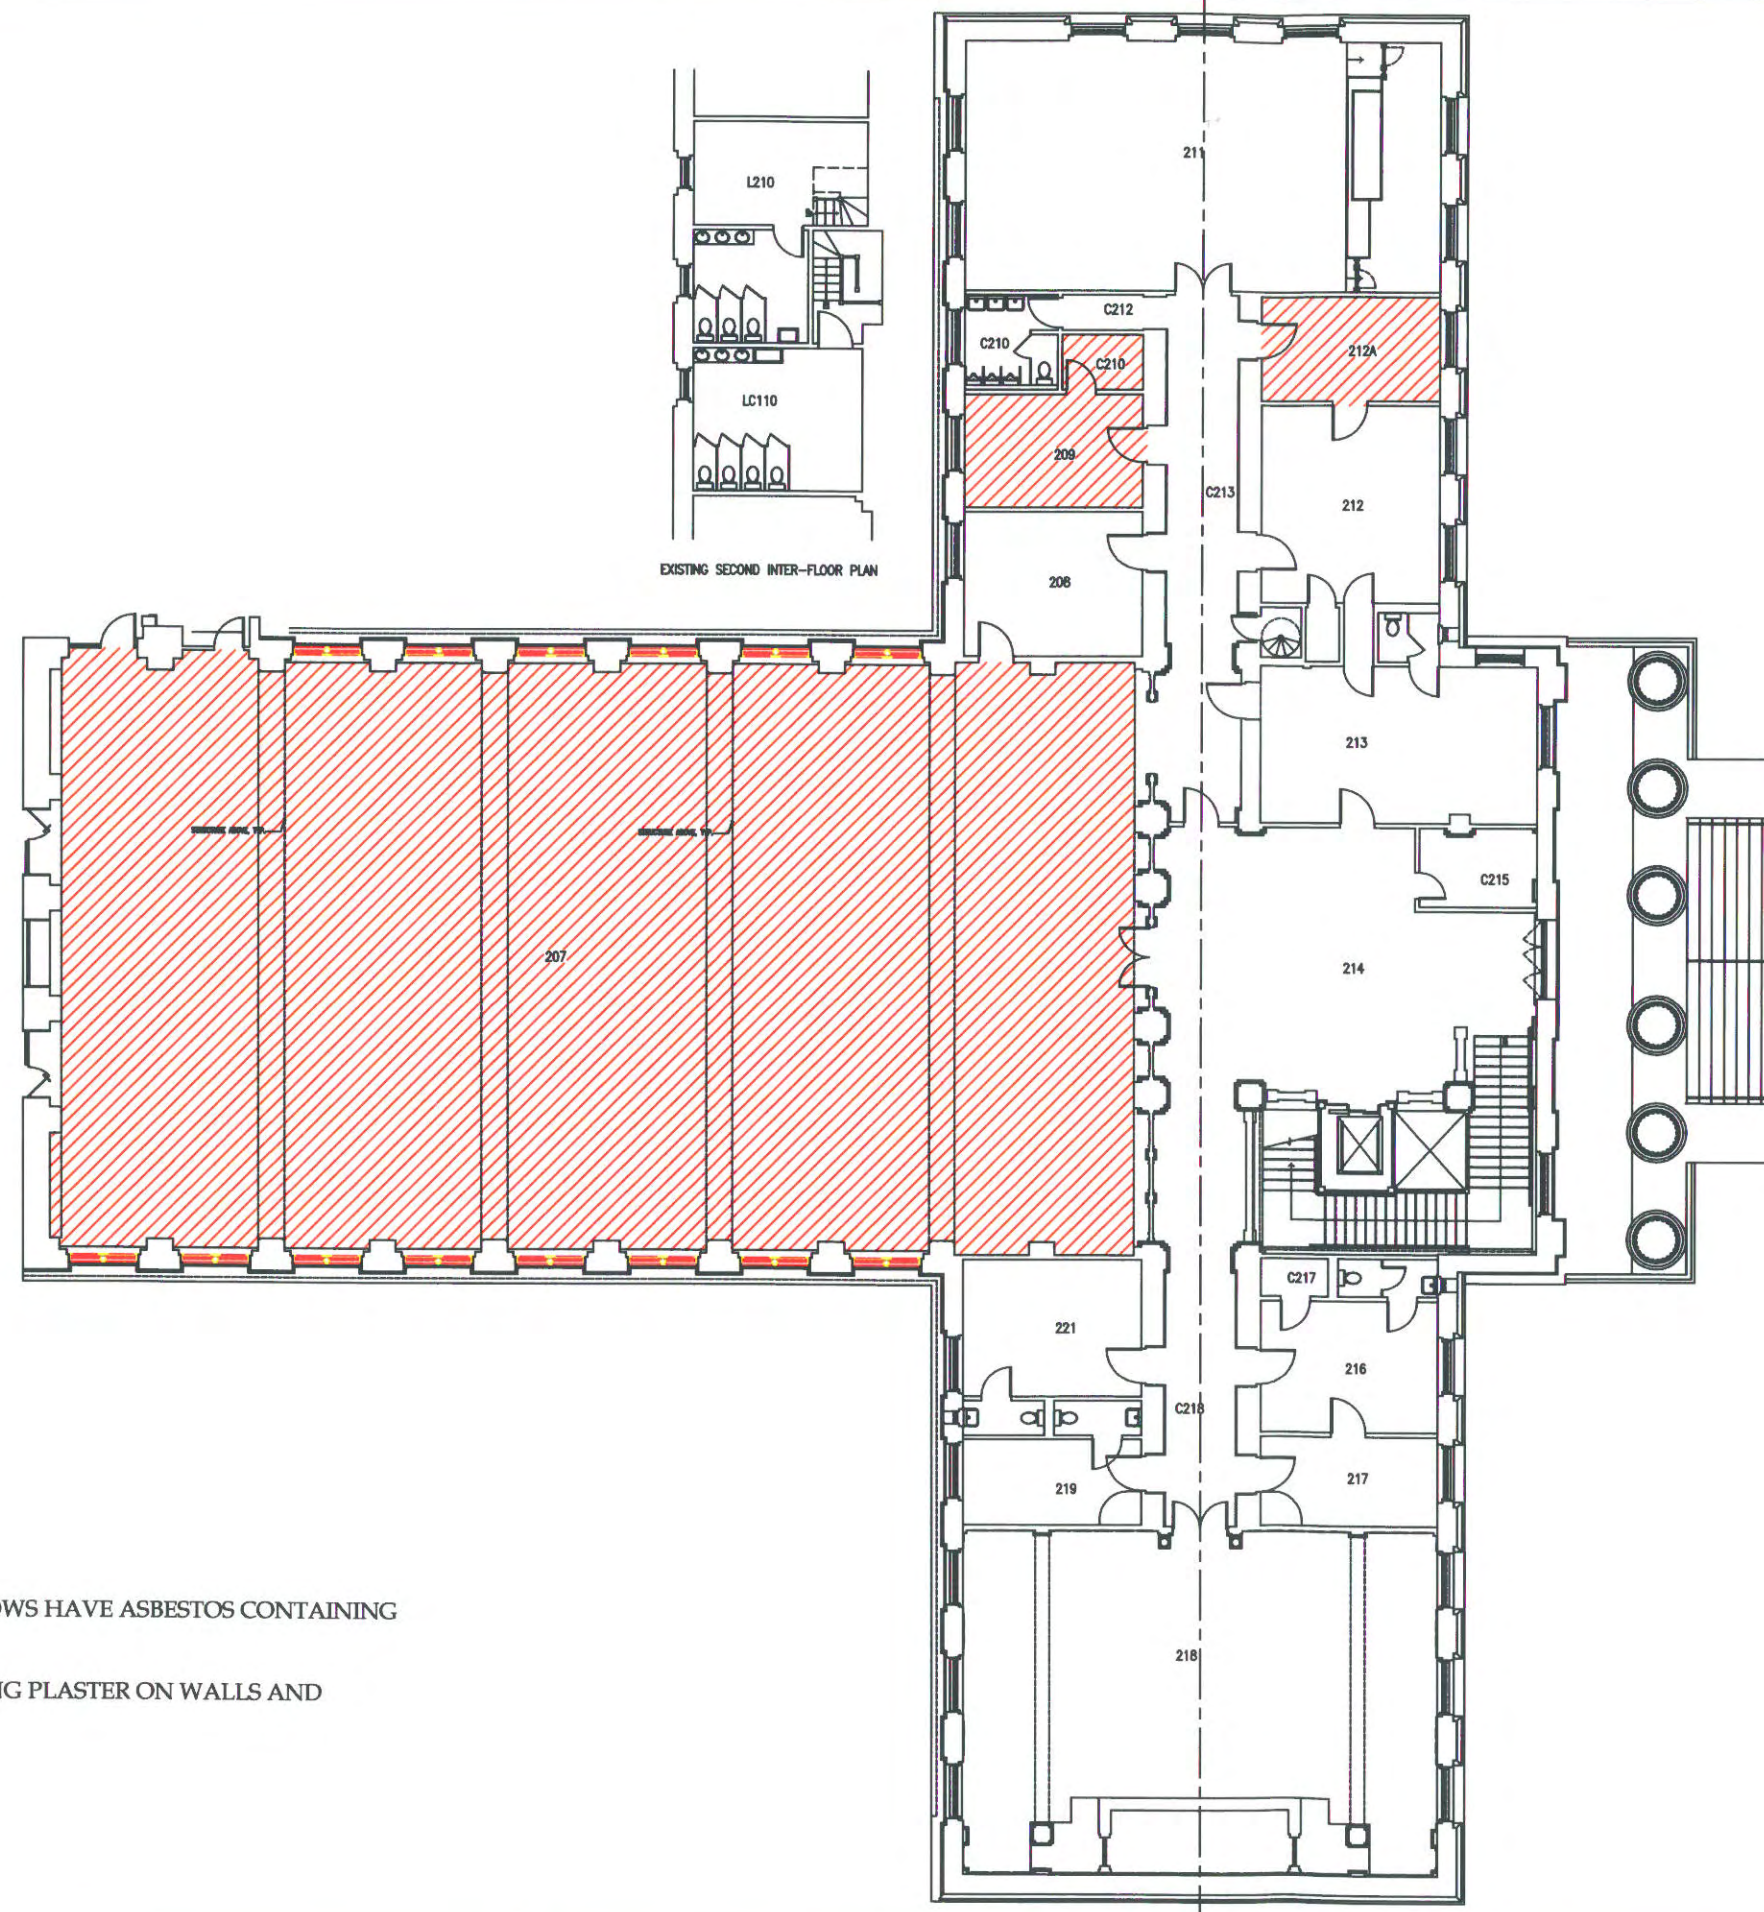 211
L210
C212
C210
C210
212A
LC110
209
C213
212
EXISTING SECOND INTER-FLOOR PLAN
208
213
C215
207
214
C217
221
216
C218
219
217
OWS HAVE ASBESTOS CONTAINING
218
NG PLASTER ON WALLS AND